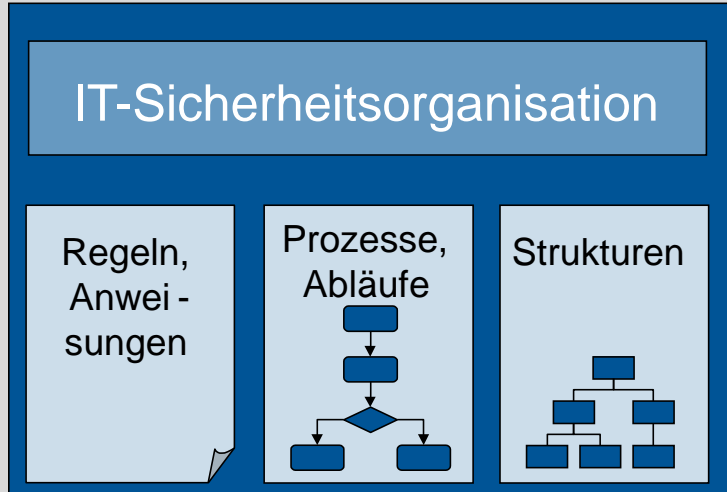 IT-Sicherheitsorganisation
Regeln,
Anwei -
sungen
Prozesse,
Abläufe
Strukturen